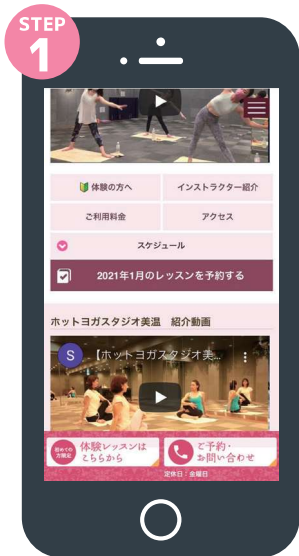 STEP
1
体験の方へ
インストラクター紹介
ご利用料金
アクセス
スケジュール
2021年1月のレッスンを予約する
ホットヨガスタジオ美温　紹介動画
S
【ホットヨガスタジオ美...
初めての
方限定
体験レッスンは
こちらから
ご予約・
お問い合わせ
定休日：金曜日